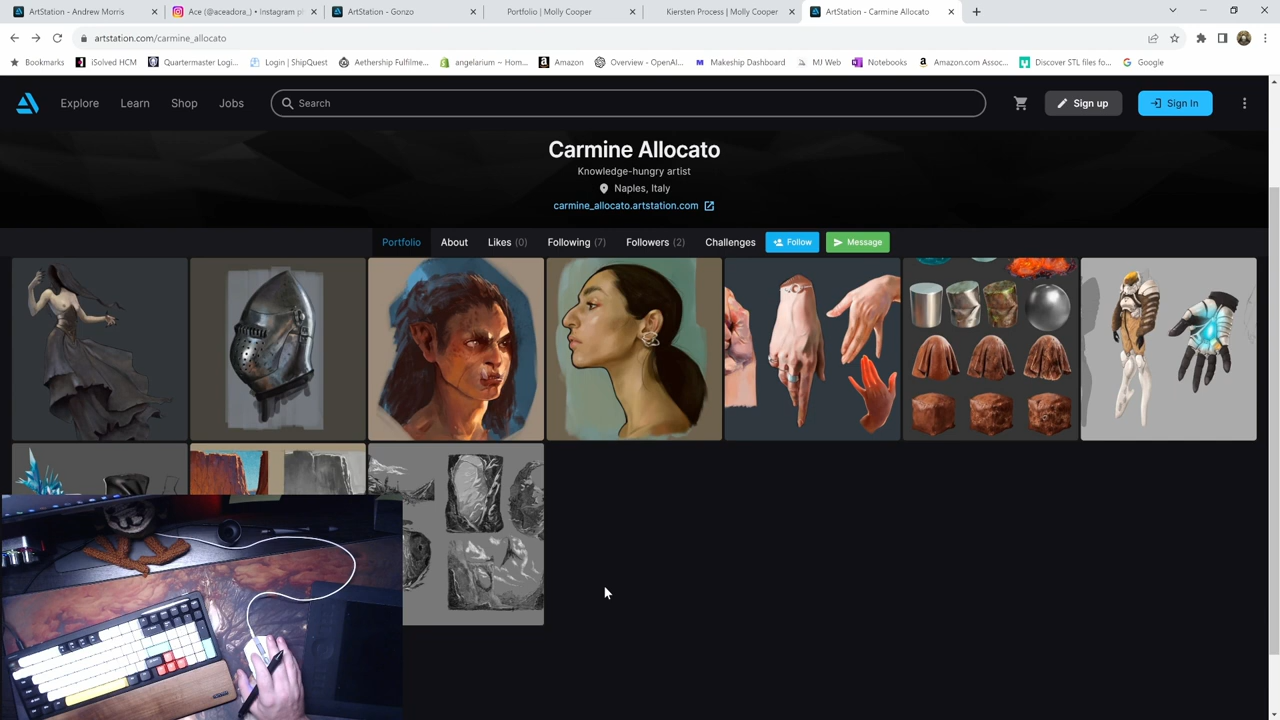 ArtStation - Andrew Morris
Ace (@aceadora_) • Instagram ph
ArtStation - Gonzo
Portfolio | Molly Cooper
Kiersten Process | Molly Cooper
ArtStation - Carmine Allocato
artstation.com/carmine_allocato
Bookmarks
iSolved HCM
Quartermaster Logi...
Login | ShipQuest
Aethership Fulfilme...
angelarium – Hom...
Amazon
Overview - OpenAI...
Makeship Dashboard
MJ Web
Notebooks
Amazon.com Assoc...
Discover STL files fo...
Google
Explore
Learn
Shop
Jobs
Search
Sign up
Sign In
Carmine Allocato
Knowledge-hungry artist
Naples, Italy
carmine_allocato.artstation.com
Portfolio
About
Likes (0)
Following (7)
Followers (2)
Challenges
Follow
Message